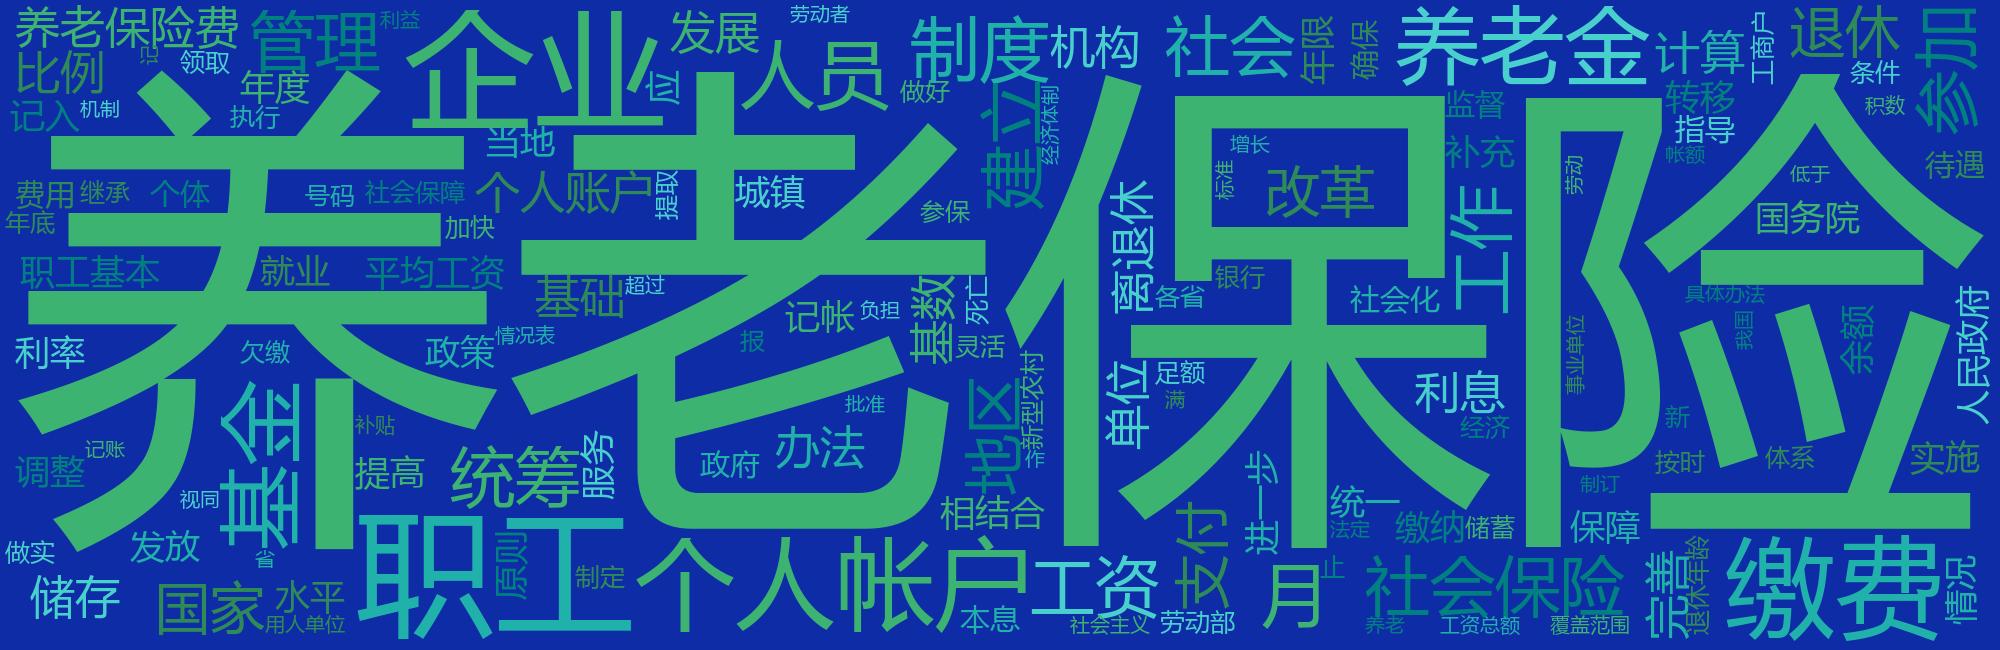 养老保险
养老保险费
管理
利益
企业
发展
劳动者
人员
制度
机构
社会
年限
确保
养老金
计算
工商户
退休
参加
比例
记
领取
年度
应
做好
条件
积数
记入
机制
执行
当地
建立
经济体制
监督
转移
指导
帐额
增长
补充
待遇
费用
继承
个体
号码
社会保障
个人账户
提取
城镇
离退休
标准
改革
劳动
低于
年底
加快
参保
工作
国务院
职工基本
就业
平均工资
基础
超过
基数
死亡
各省
银行
社会化
具体办法
情况表
记帐
负担
灵活
我国
余额
人民政府
利率
欠缴
政策
报
事业单位
新型农村
单位
足额
利息
基金
补贴
批准
地区
满
经济
新
调整
记账
提高
统筹
服务
政府
办法
工作
按时
体系
实施
视同
相结合
支付
进一步
统一
法定
缴纳
储蓄
制订
保障
做实
发放
省
职工
原则
制定
个人帐户
工资
月
止
社会保险
完善
退休年龄
缴费
情况
储存
国家
水平
用人单位
本息
社会主义
劳动部
养老
工资总额
覆盖范围